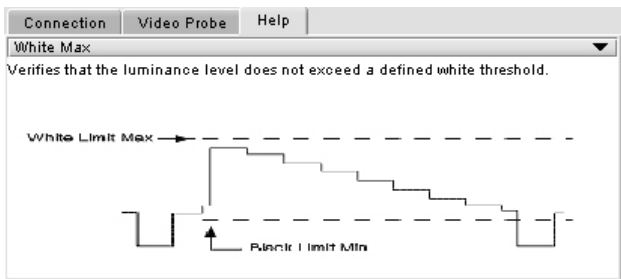 Connection Video Probe Help
White Max
Verifies that the luminance level does not exceed a defined white threshold.
White Limit Max
Black Limit Min